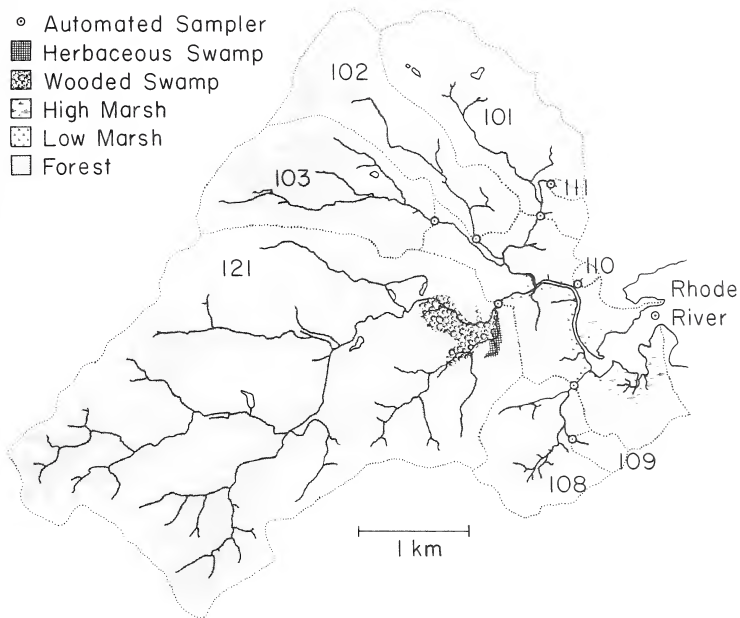 Automated Sampler
Herbaceous Swamp
Wooded Swamp
High Marsh
Low Marsh
Forest
102
101
111
103
121
110
Rhode
River
109
108
1 km